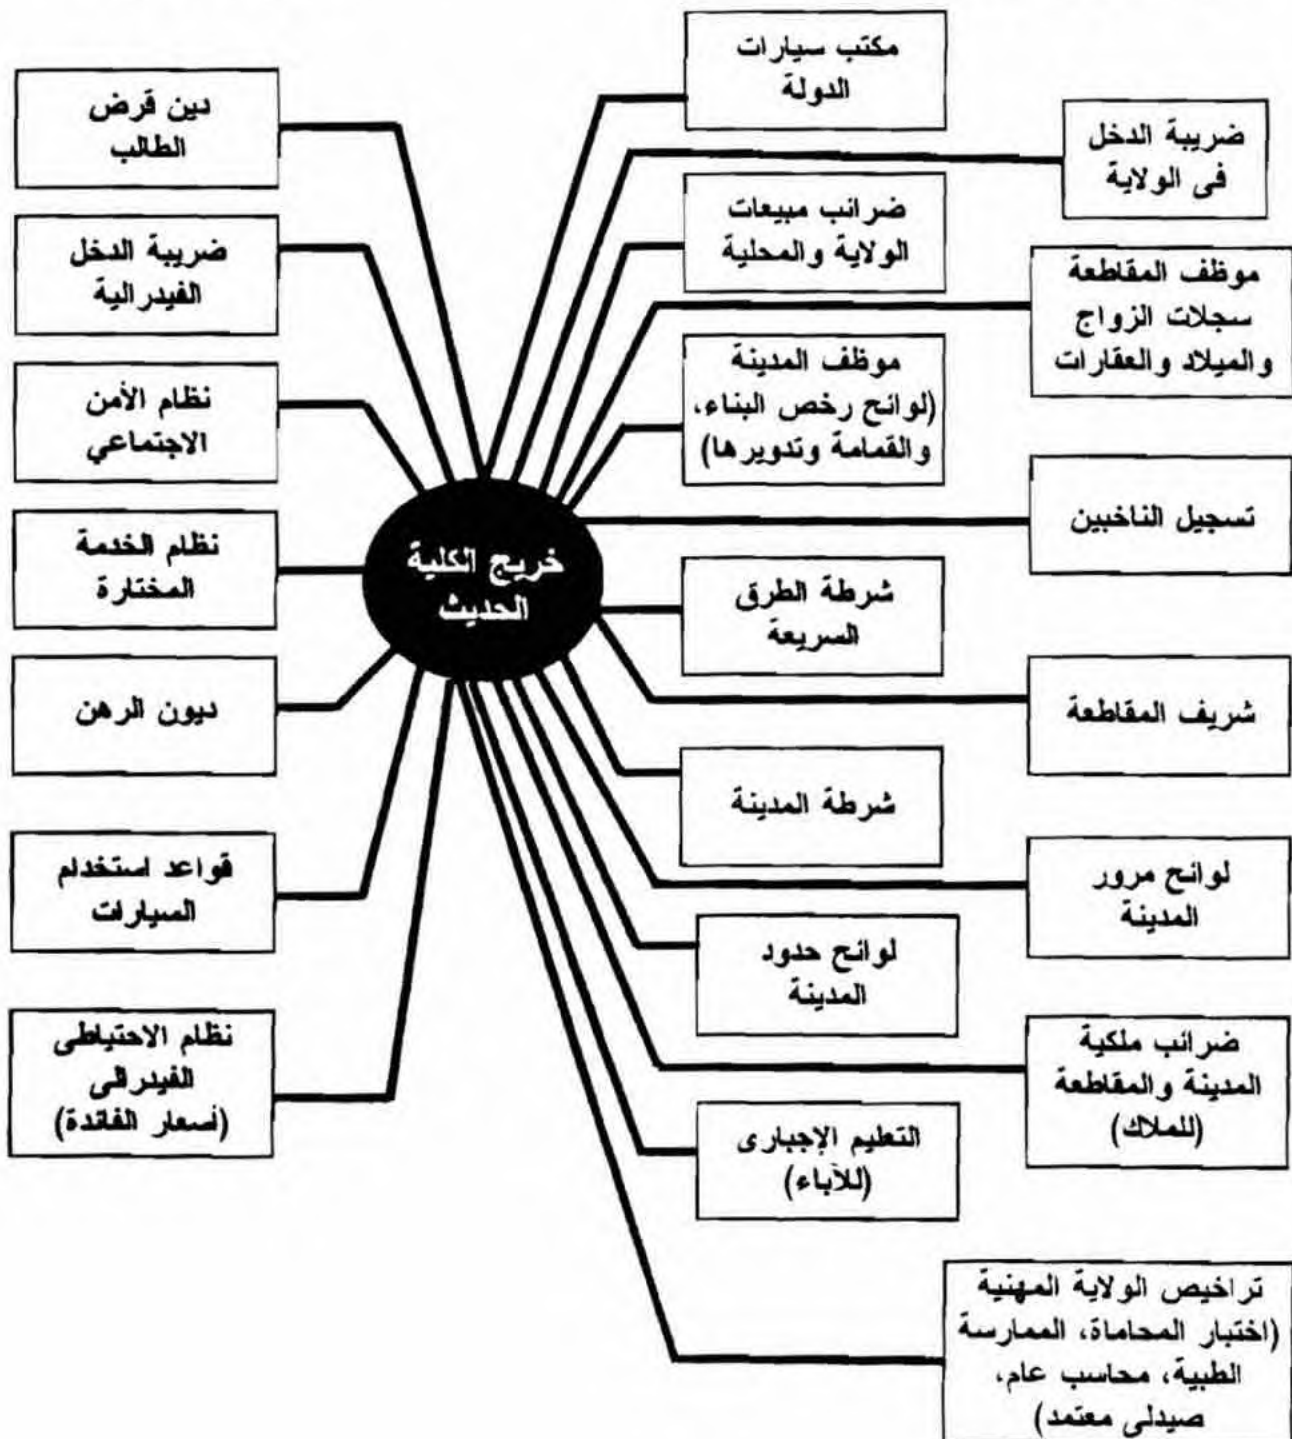 مكتب سيارات
الدولة
ضريبة الدخل
فى الولاية
ضرائب مبيعات
الولاية والمحلية
موظف المقاطعة
سجلات الزواج
والميلاد والعقارات
موظف المدينة
(لوائح رخص البناء،
والقمامة وتدويرها)
تسجيل الناخبين
شرطة الطرق
السريعة
شريف المقاطعة
شرطة المدينة
لوائح مرور
المدينة
لوائح حدود
المدينة
ضرائب ملكية
المدينة والمقاطعة
(للملاك)
التعليم الإجبارى
(للآباء)
تراخيص الولاية المهنية
(اختبار المحاماة، الممارسة
الطبية، محاسب عام،
صيدلى معتمد)
خريج الكلية
الحديث
دين قرض
الطالب
ضريبة الدخل
الفيدرالية
نظام الأمن
الاجتماعي
نظام الخدمة
المختارة
ديون الرهن
قواعد استخدام
السيارات
نظام الاحتياطى
الفيدرالى
(أسعار الفائدة)